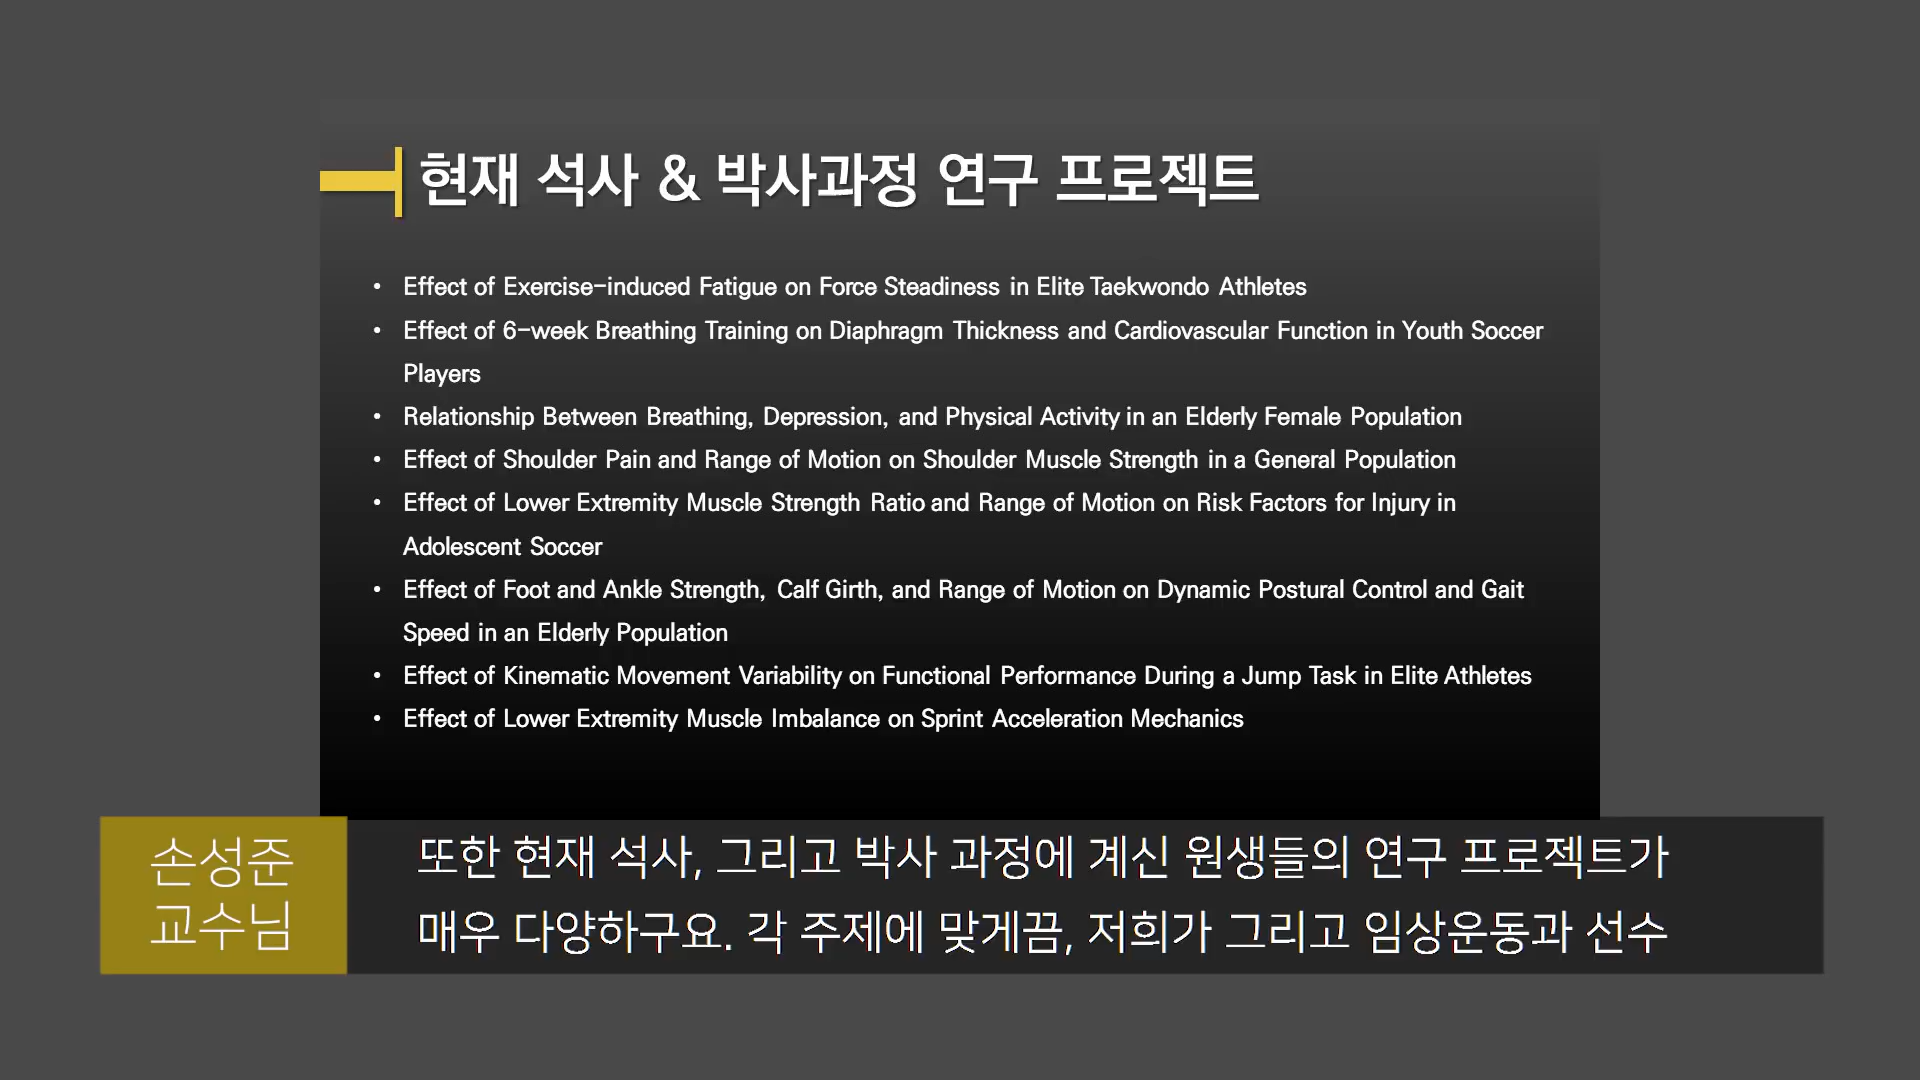 현재 석사 & 박사과정 연구 프로젝트
• Effect of Exercise-induced Fatigue on Force Steadiness in Elite Taekwondo Athletes
• Effect of 6-week Breathing Training on Diaphragm Thickness and Cardiovascular Function in Youth Soccer
Players
• Relationship Between Breathing, Depression, and Physical Activity in an Elderly Female Population
• Effect of Shoulder Pain and Range of Motion on Shoulder Muscle Strength in a General Population
• Effect of Lower Extremity Muscle Strength Ratio and Range of Motion on Risk Factors for Injury in
Adolescent Soccer
• Effect of Foot and Ankle Strength, Calf Girth, and Range of Motion on Dynamic Postural Control and Gait
Speed in an Elderly Population
• Effect of Kinematic Movement Variability on Functional Performance During a Jump Task in Elite Athletes
• Effect of Lower Extremity Muscle Imbalance on Sprint Acceleration Mechanics
손성준
교수님
또한 현재 석사, 그리고 박사 과정에 계신 원생들의 연구 프로젝트가
매우 다양하구요. 각 주제에 맞게끔, 저희가 그리고 임상운동과 선수